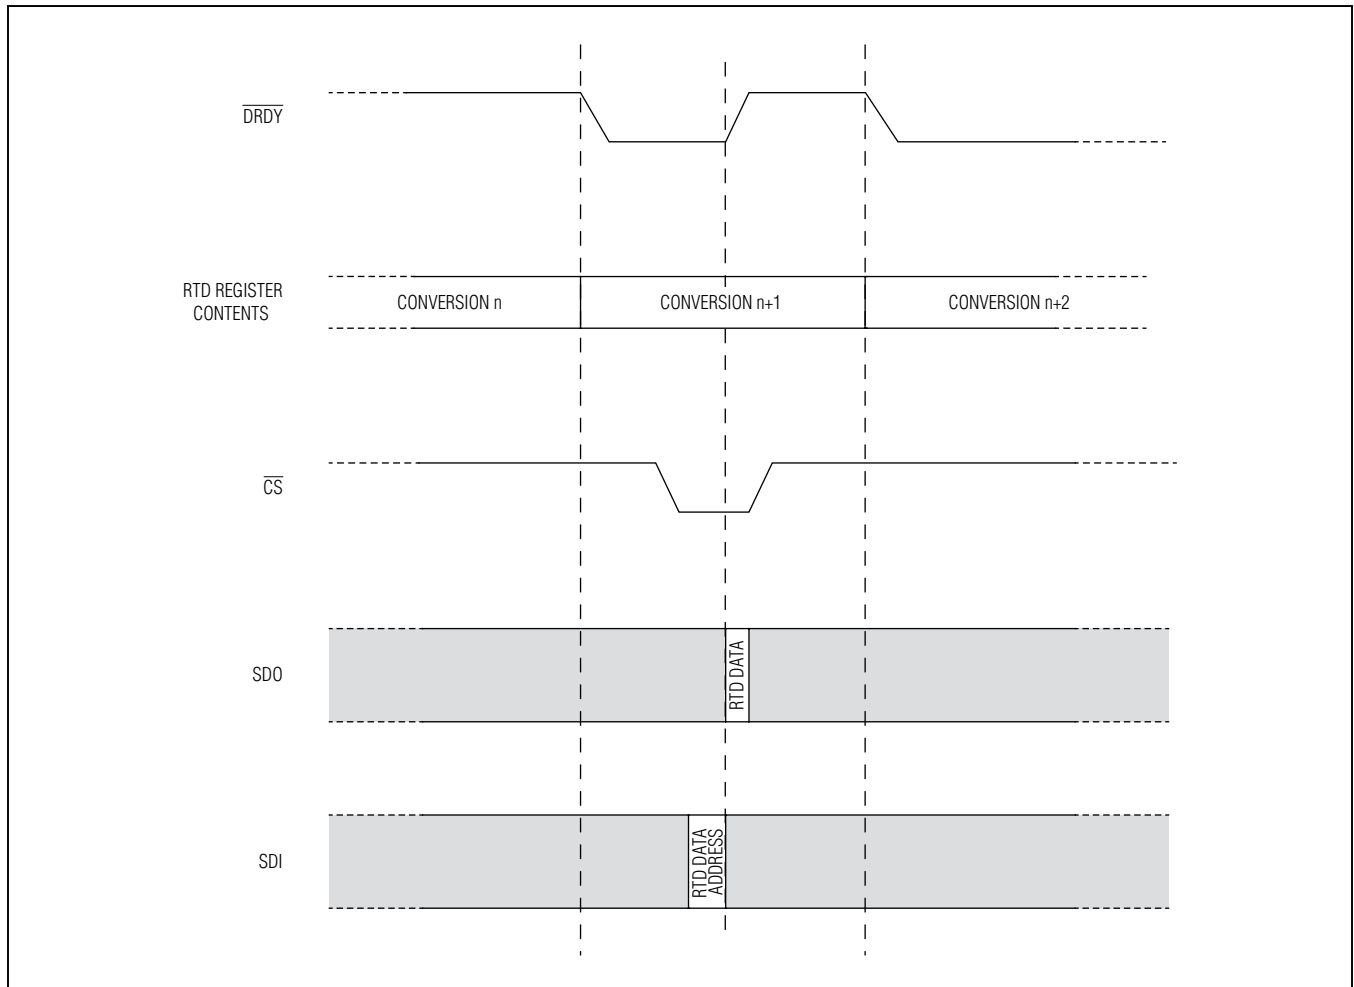 DRDY
RTD REGISTER
CONTENTS
CONVERSION n
CONVERSION n+1
CONVERSION n+2
CS
SDO
RTD DATA
SDI
RTD DATA
ADDRESS